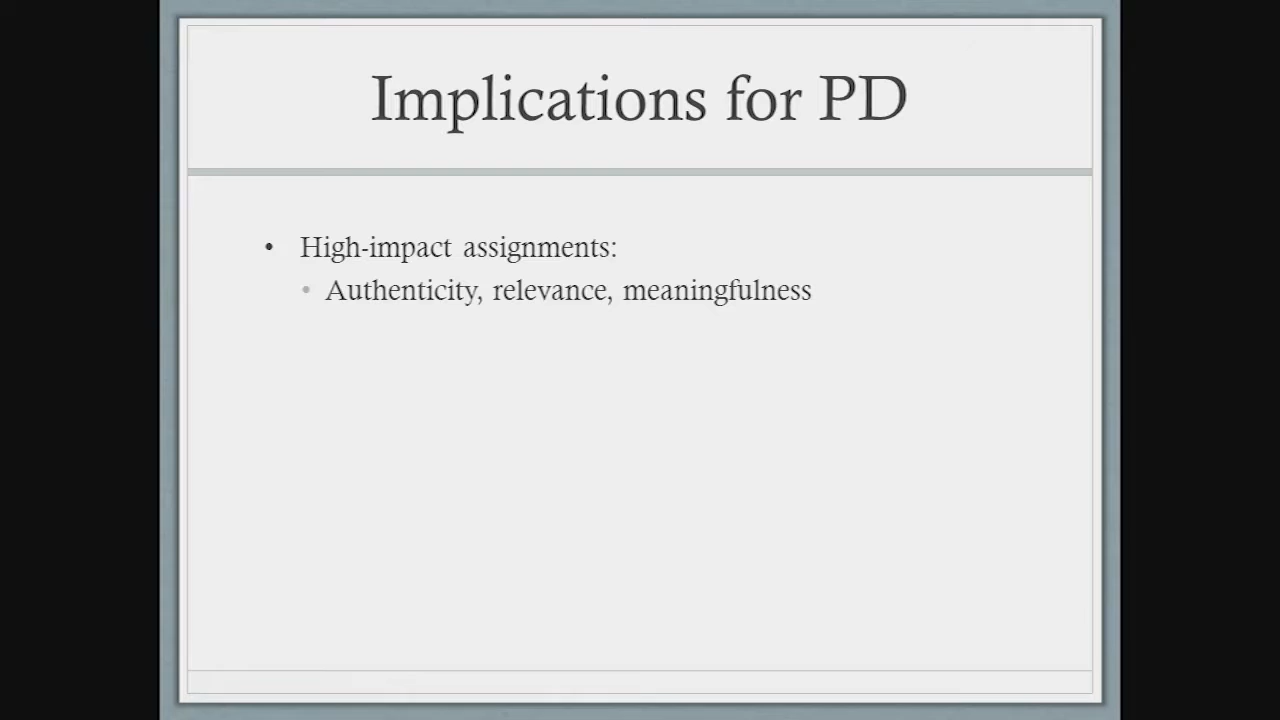 Implications for PD
• High-impact assignments:
• Authenticity, relevance, meaningfulness